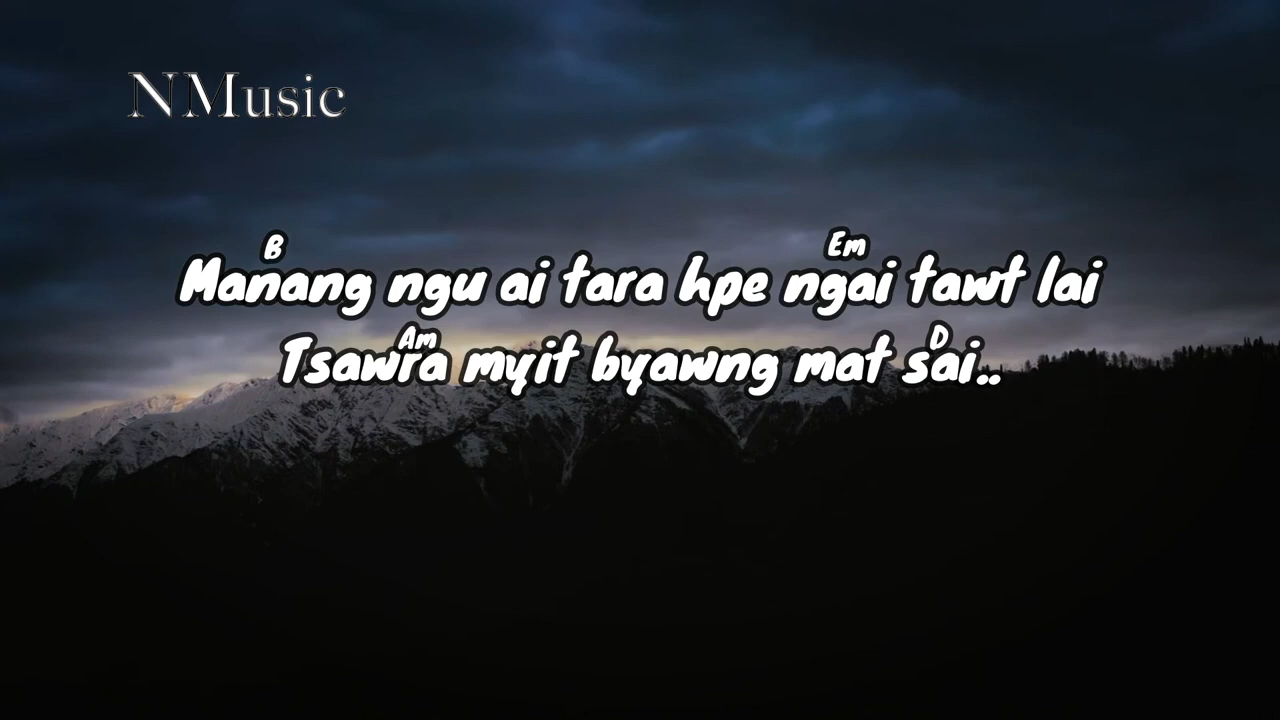 NMusic
B Em
Manang ngu ai tara hpe ngai tawt lai
Am D
Tsawra myit byawng mat sai..